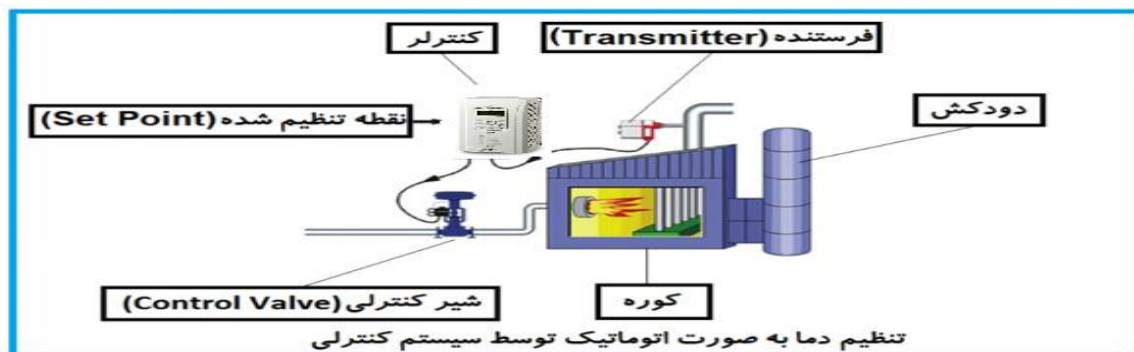 کنترلر
فرستنده (Transmitter)
نقطه تنظیم شده (Set Point)
دودکش
شیر کنترلی (Control Valve)
کوره
تنظیم دما به صورت اتوماتیک توسط سیستم کنترلی